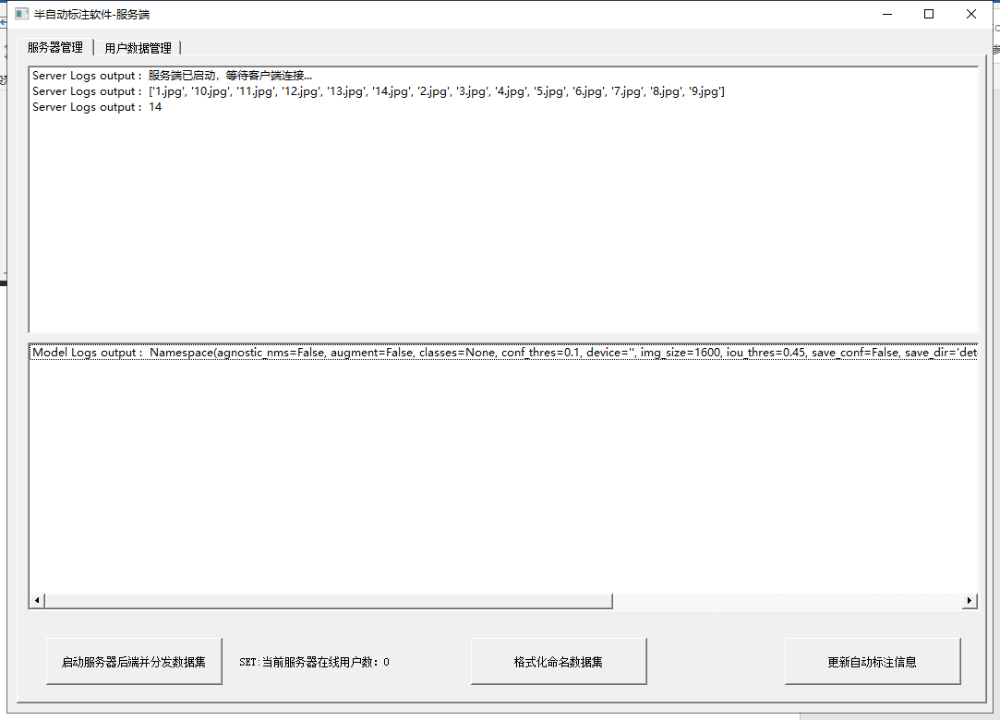 半自动标注软件-服务端
服务器管理
用户数据管理
Server Logs output : 服务端已启动，等待客户端连接...
Server Logs output : ['1.jpg', '10.jpg', '11.jpg', '12.jpg', '13.jpg', '14.jpg', '2.jpg', '3.jpg', '4.jpg', '5.jpg', '6.jpg', '7.jpg', '8.jpg', '9.jpg']
Server Logs output : 14
Model Logs output : Namespace(agnostic_nms=False, augment=False, classes=None, conf_thres=0.1, device='', img_size=1600, iou_thres=0.45, save_conf=False, save_dir='det
启动服务器后端并分发数据集
SET:当前服务器在线用户数：0
格式化命名数据集
更新自动标注信息